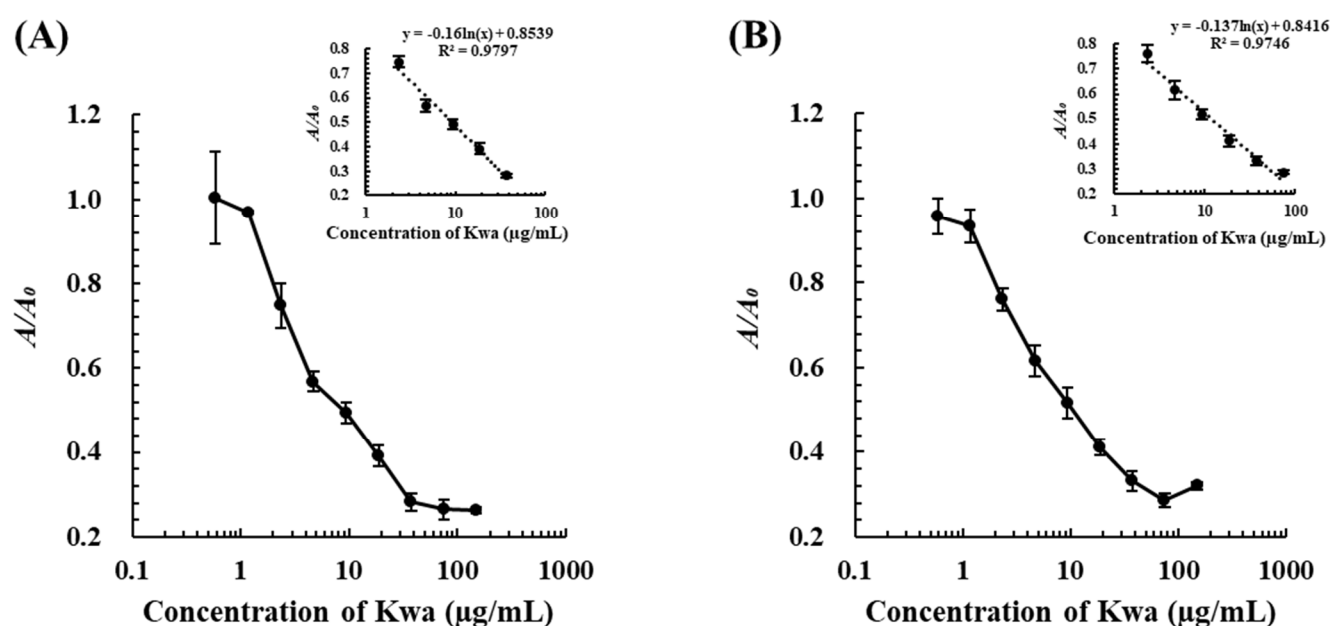 (A)
y = -0.16ln(x) + 0.8539
R² = 0.9797
0.8
0.7
0.6
0.5
0.4
0.3
0.2
A/A₀
1 10 100
Concentration of Kwa (µg/mL)
1.2
1.0
0.8
0.6
0.4
0.2
A/A₀
0.1 1 10 100 1000
Concentration of Kwa (µg/mL)
(B)
y = -0.137ln(x) + 0.8416
R² = 0.9746
0.8
0.7
0.6
0.5
0.4
0.3
0.2
A/A₀
1 10 100
Concentration of Kwa (µg/mL)
1.2
1.0
0.8
0.6
0.4
0.2
A/A₀
0.1 1 10 100 1000
Concentration of Kwa (µg/mL)